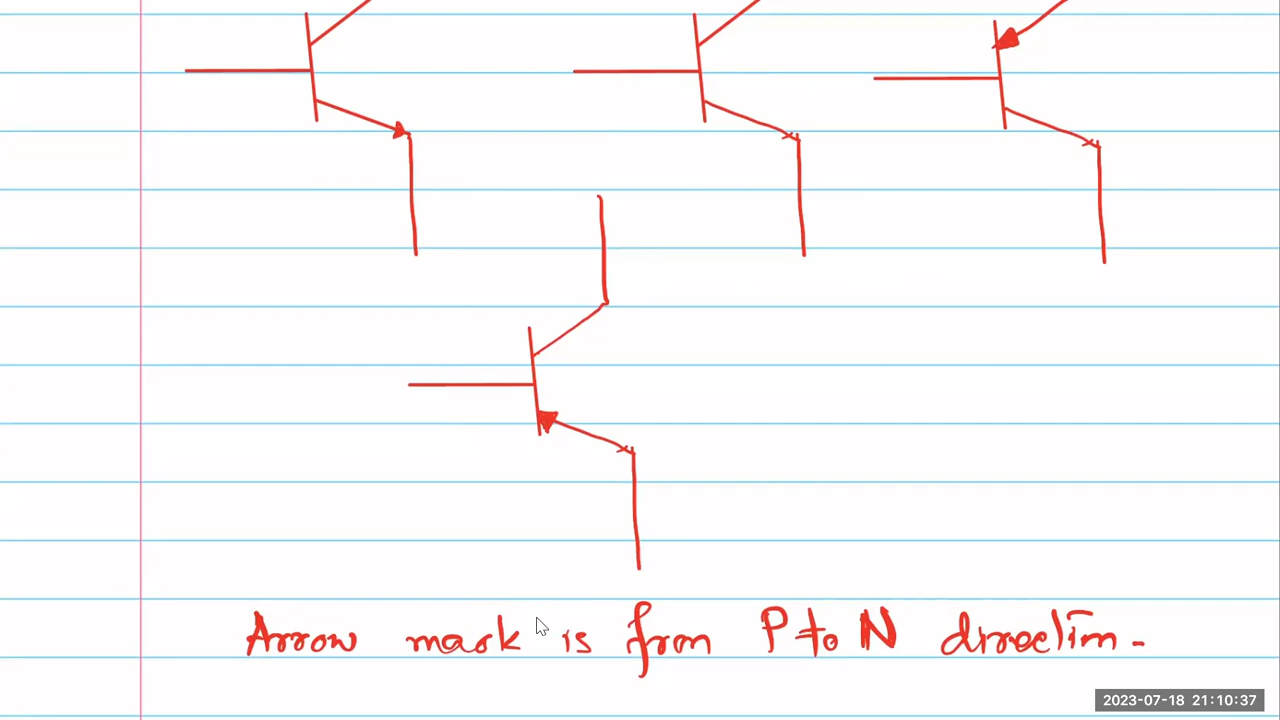 Arrow mark is from P to N direction.
2023-07-18 21:10:37